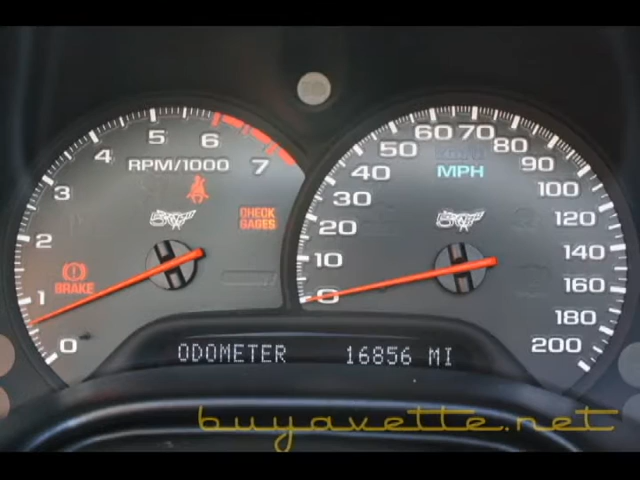 0 1 2 3 4 5 6 7
RPM/1000
CHECK
GAGES
BRAKE
0 10 20 30 40 50 60 70 80 90 100 120 140 160 180 200
MPH
ODOMETER 16856 MI
buyavette.net